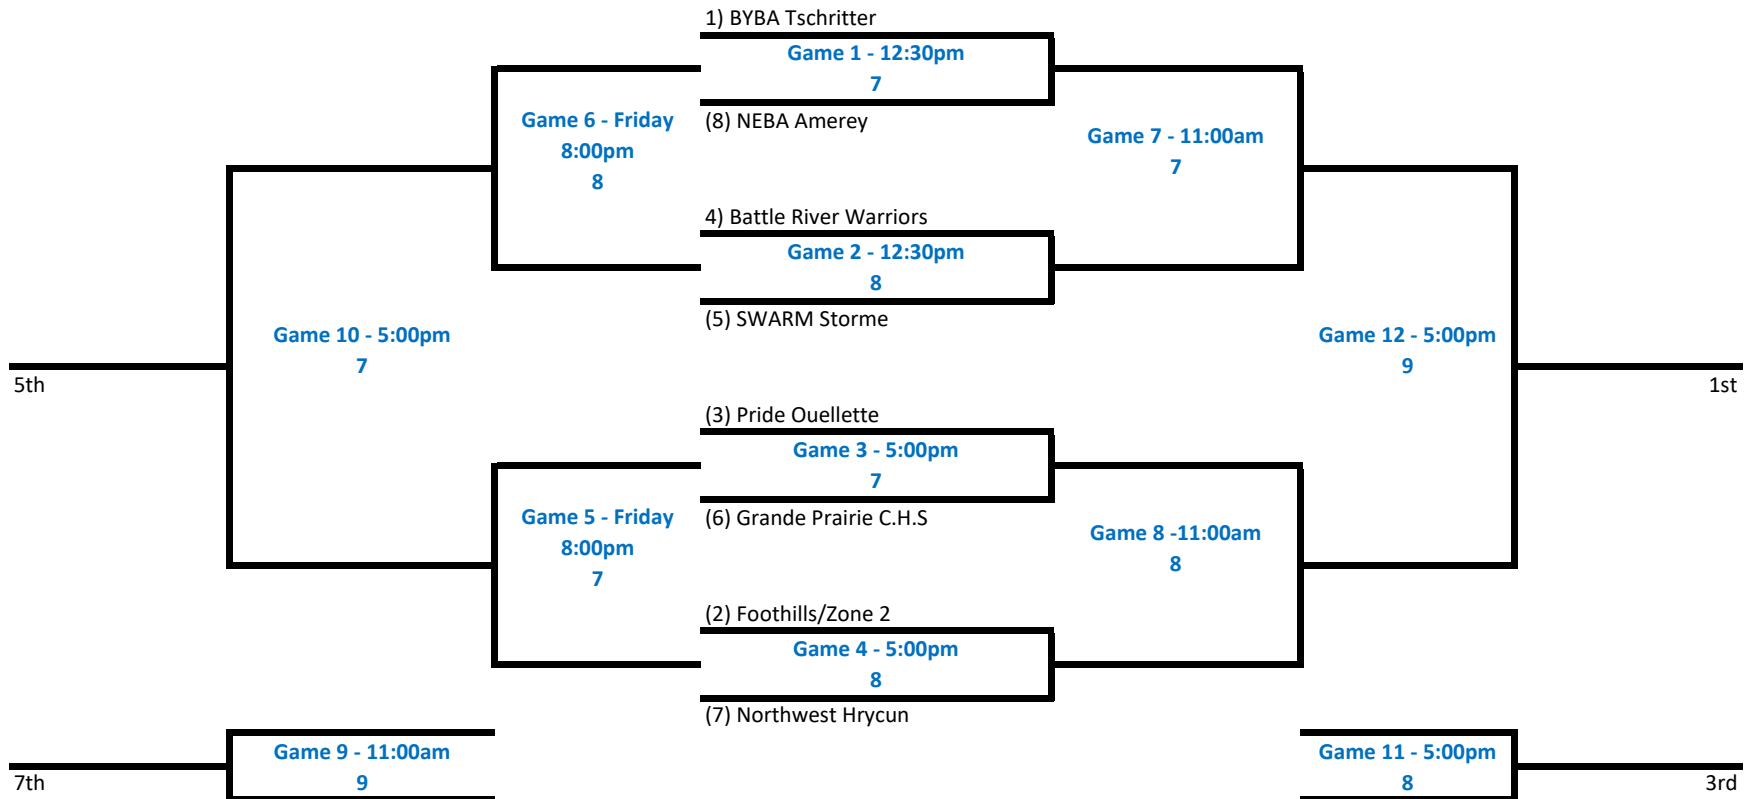 1) BYBA Tschritter
Game 1 - 12:30pm
7
(8) NEBA Amerey
Game 6 - Friday
8:00pm
8
Game 7 - 11:00am
7
4) Battle River Warriors
Game 2 - 12:30pm
8
(5) SWARM Storme
Game 10 - 5:00pm
7
Game 12 - 5:00pm
9
5th
1st
(3) Pride Ouellette
Game 3 - 5:00pm
7
(6) Grande Prairie C.H.S
Game 5 - Friday
8:00pm
7
Game 8 -11:00am
8
(2) Foothills/Zone 2
Game 4 - 5:00pm
8
(7) Northwest Hrycun
Game 9 - 11:00am
9
7th
Game 11 - 5:00pm
8
3rd